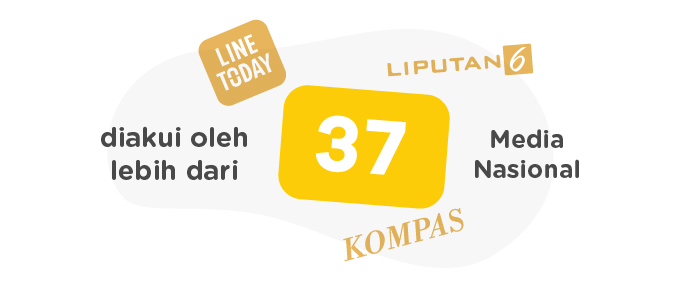 LINE
TODAY
LIPUTAN6
diakui oleh
lebih dari
37
Media
Nasional
KOMPAS